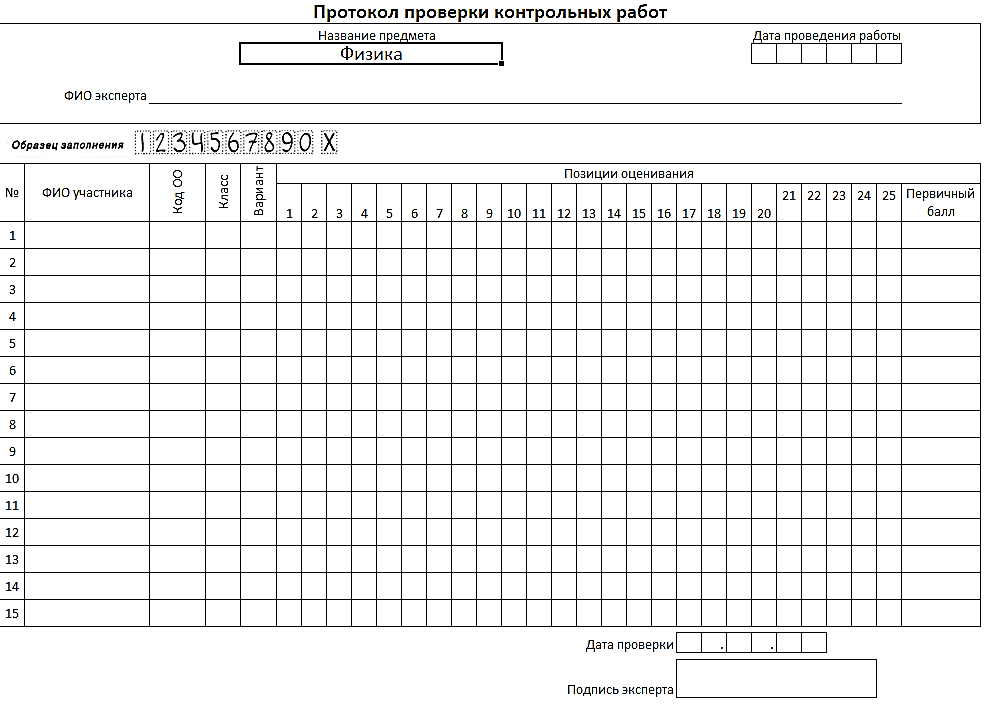 Протокол проверки контрольных работ
Название предмета
Дата проведения работы
Физика
ФИО эксперта
Образец заполнения 1234567890 X
№ ФИО участника Код ОО Класс Вариант Позиции оценивания
1 2 3 4 5 6 7 8 9 10 11 12 13 14 15 16 17 18 19 20 21 22 23 24 25 Первичный балл
1
2
3
4
5
6
7
8
9
10
11
12
13
14
15
Дата проверки . .
Подпись эксперта